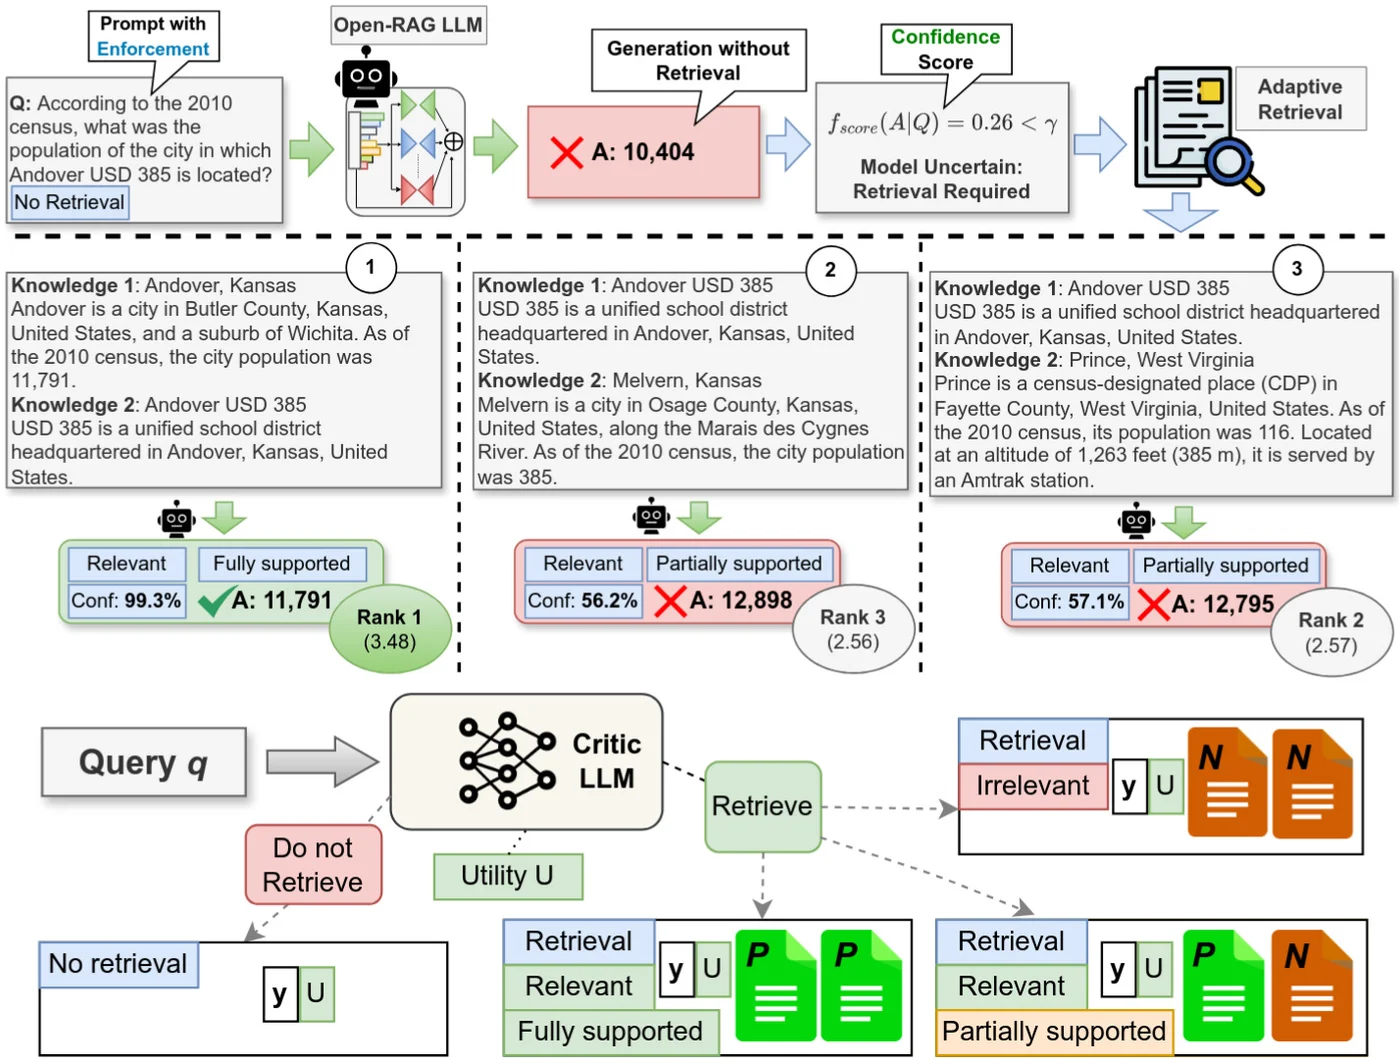 Prompt with
Enforcement
Open-RAG LLM
Generation without
Retrieval
Confidence
Score
Adaptive
Retrieval
Q: According to the 2010
census, what was the
population of the city in which
Andover USD 385 is located?
No Retrieval
A: 10,404
f_score(A|Q) = 0.26 < γ
Model Uncertain:
Retrieval Required
1
Knowledge 1: Andover, Kansas
Andover is a city in Butler County, Kansas,
United States, and a suburb of Wichita. As of
the 2010 census, the city population was
11,791.
Knowledge 2: Andover USD 385
USD 385 is a unified school district
headquartered in Andover, Kansas, United
States.
Relevant
Fully supported
Conf: 99.3%
A: 11,791
Rank 1
(3.48)
2
Knowledge 1: Andover USD 385
USD 385 is a unified school district
headquartered in Andover, Kansas, United
States.
Knowledge 2: Melvern, Kansas
Melvern is a city in Osage County, Kansas,
United States, along the Marais des Cygnes
River. As of the 2010 census, the city population
was 385.
Relevant
Partially supported
Conf: 56.2%
A: 12,898
Rank 3
(2.56)
3
Knowledge 1: Andover USD 385
USD 385 is a unified school district headquartered
in Andover, Kansas, United States.
Knowledge 2: Prince, West Virginia
Prince is a census-designated place (CDP) in
Fayette County, West Virginia, United States. As of
the 2010 census, its population was 116. Located
at an altitude of 1,263 feet (385 m), it is served by
an Amtrak station.
Relevant
Partially supported
Conf: 57.1%
A: 12,795
Rank 2
(2.57)
Query q
Critic
LLM
Retrieve
Do not
Retrieve
Utility U
Retrieval
Irrelevant
y
U
N
N
No retrieval
y
U
Retrieval
Relevant
Fully supported
y
U
P
P
Retrieval
Relevant
Partially supported
y
U
P
N